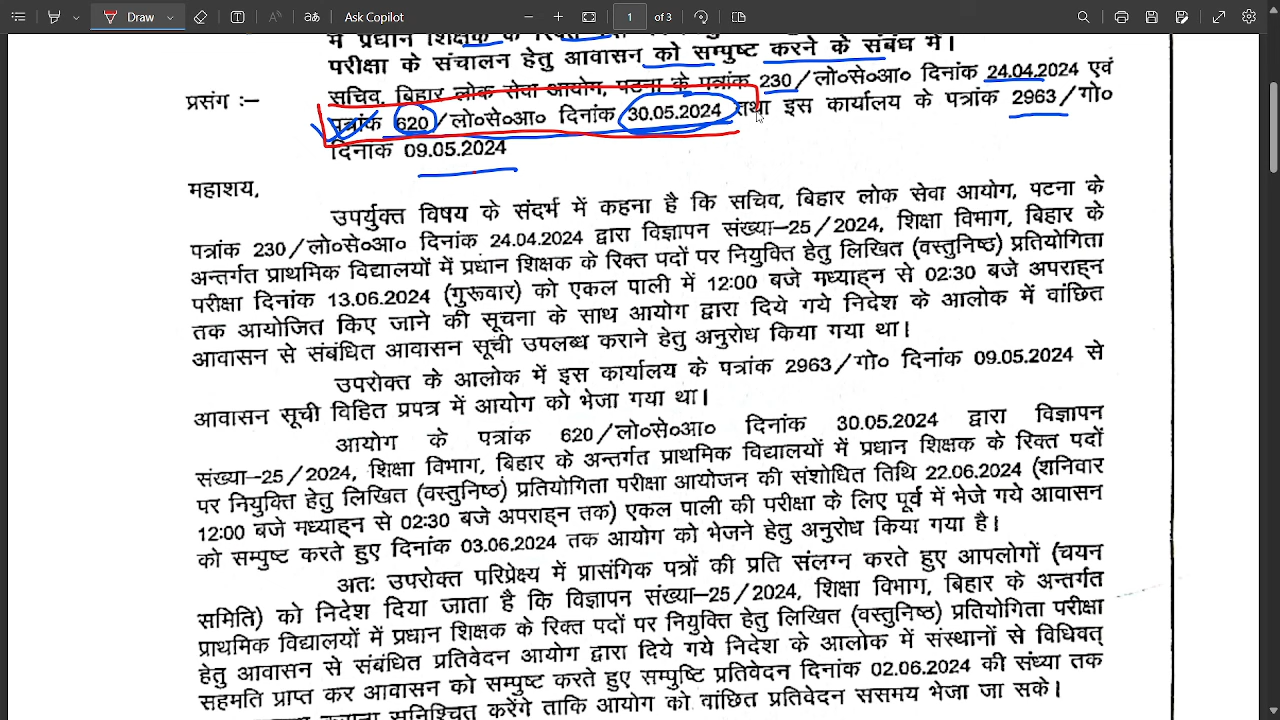 Draw
Ask Copilot
1 of 3
में प्रधान शिक्षक के रिक्त
परीक्षा के संचालन हेतु आवासन को सम्पुष्ट करने के संबंध में।
प्रसंग :–
सचिव, बिहार लोक सेवा आयोग, पटना के पत्रांक 230/लो०से०आ० दिनांक 24.04.2024 एवं
पत्रांक 620/लो०से०आ० दिनांक 30.05.2024 तथा इस कार्यालय के पत्रांक 2963/गो०
दिनांक 09.05.2024
महाशय,
उपर्युक्त विषय के संदर्भ में कहना है कि सचिव, बिहार लोक सेवा आयोग, पटना के
पत्रांक 230/लो०से०आ० दिनांक 24.04.2024 द्वारा विज्ञापन संख्या–25/2024, शिक्षा विभाग, बिहार के
अन्तर्गत प्राथमिक विद्यालयों में प्रधान शिक्षक के रिक्त पदों पर नियुक्ति हेतु लिखित (वस्तुनिष्ठ) प्रतियोगिता
परीक्षा दिनांक 13.06.2024 (गुरूवार) को एकल पाली में 12:00 बजे मध्याह्न से 02:30 बजे अपराह्न
तक आयोजित किए जाने की सूचना के साथ आयोग द्वारा दिये गये निदेश के आलोक में वांछित
आवासन से संबंधित आवासन सूची उपलब्ध कराने हेतु अनुरोध किया गया था।
उपरोक्त के आलोक में इस कार्यालय के पत्रांक 2963/गो० दिनांक 09.05.2024 से
आवासन सूची विहित प्रपत्र में आयोग को भेजा गया था।
आयोग के पत्रांक 620/लो०से०आ० दिनांक 30.05.2024 द्वारा विज्ञापन
संख्या–25/2024, शिक्षा विभाग, बिहार के अन्तर्गत प्राथमिक विद्यालयों में प्रधान शिक्षक के रिक्त पदों
पर नियुक्ति हेतु लिखित (वस्तुनिष्ठ) प्रतियोगिता परीक्षा आयोजन की संशोधित तिथि 22.06.2024 (शनिवार
12:00 बजे मध्याह्न से 02:30 बजे अपराह्न तक) एकल पाली की परीक्षा के लिए पूर्व में भेजे गये आवासन
को सम्पुष्ट करते हुए दिनांक 03.06.2024 तक आयोग को भेजने हेतु अनुरोध किया गया है।
अतः उपरोक्त परिप्रेक्ष्य में प्रासंगिक पत्रों की प्रति संलग्न करते हुए आपलोगों (चयन
समिति) को निदेश दिया जाता है कि विज्ञापन संख्या–25/2024, शिक्षा विभाग, बिहार के अन्तर्गत
प्राथमिक विद्यालयों में प्रधान शिक्षक के रिक्त पदों पर नियुक्ति हेतु लिखित (वस्तुनिष्ठ) प्रतियोगिता परीक्षा
हेतु आवासन से संबंधित प्रतिवेदन आयोग द्वारा दिये गये निदेश के आलोक में संस्थानों से विधिवत्
सहमति प्राप्त कर आवासन को सम्पुष्ट करते हुए सम्पुष्टि प्रतिवेदन दिनांक 02.06.2024 की संध्या तक
सुनिश्चित करेंगे ताकि आयोग को वांछित प्रतिवेदन ससमय भेजा जा सके।